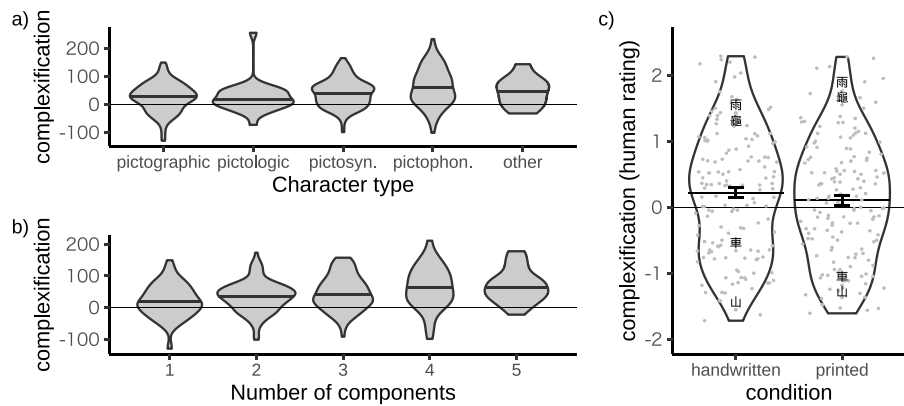 a)
complexification
200
100
0
-100
pictographic pictologic pictosyn. pictophon. other
Character type
b)
complexification
200
100
0
-100
1 2 3 4 5
Number of components
c)
complexification (human rating)
2
1
0
-1
-2
雨 雨
龜 龜
車 車
山 山
handwritten printed
condition